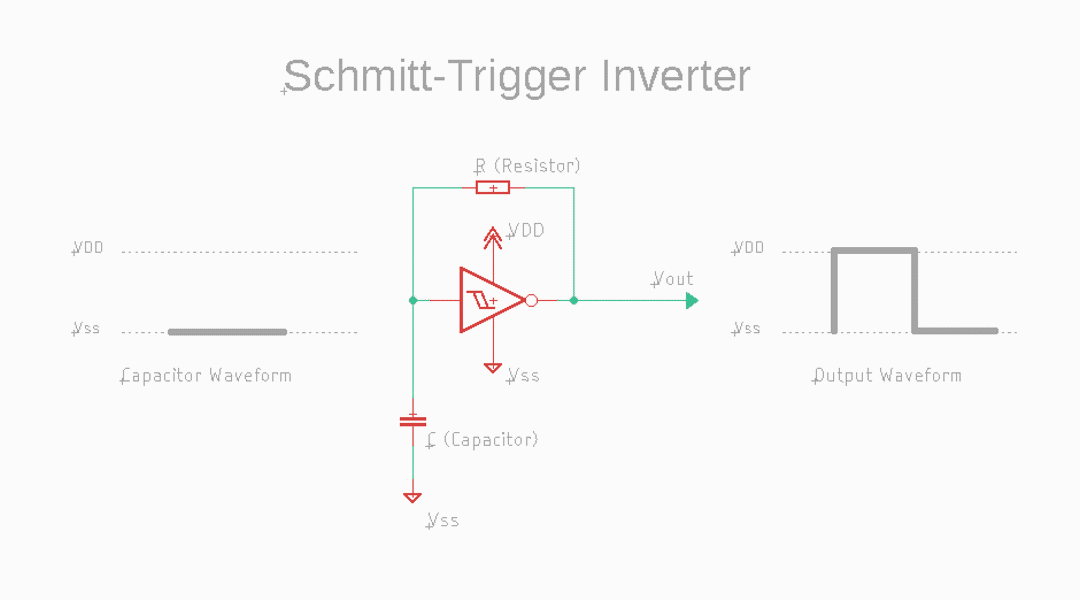 Schmitt-Trigger Inverter
R (Resistor)
VDD
VDD
VDD
Vout
Vss
Vss
Capacitor Waveform
Vss
Output Waveform
C (Capacitor)
Vss